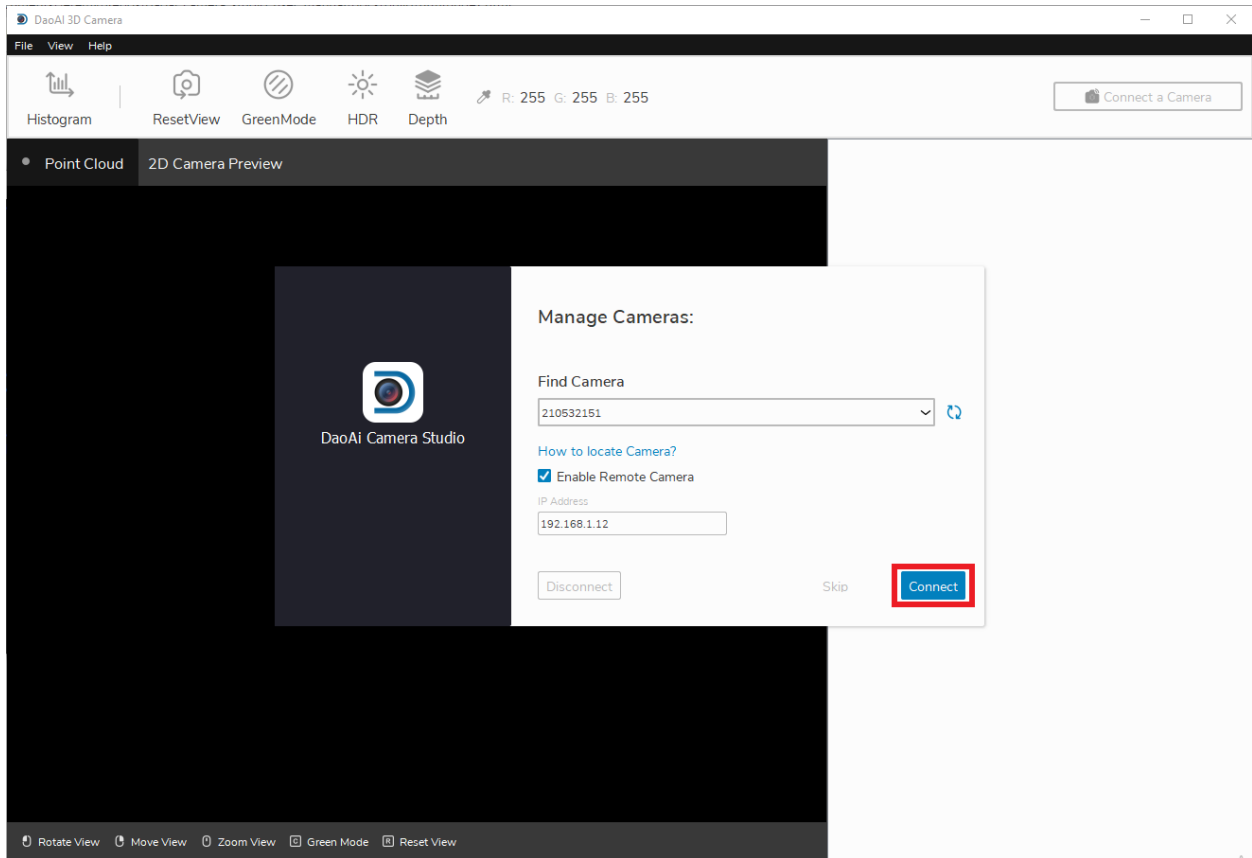 DaoAI 3D Camera
File View Help
Histogram ResetView GreenMode HDR Depth R: 255 G: 255 B: 255 Connect a Camera
Point Cloud 2D Camera Preview
Manage Cameras:
Find Camera
210532151
DaoAi Camera Studio
How to locate Camera?
Enable Remote Camera
IP Address
192.168.1.12
Disconnect Skip Connect
Rotate View Move View Zoom View C Green Mode R Reset View